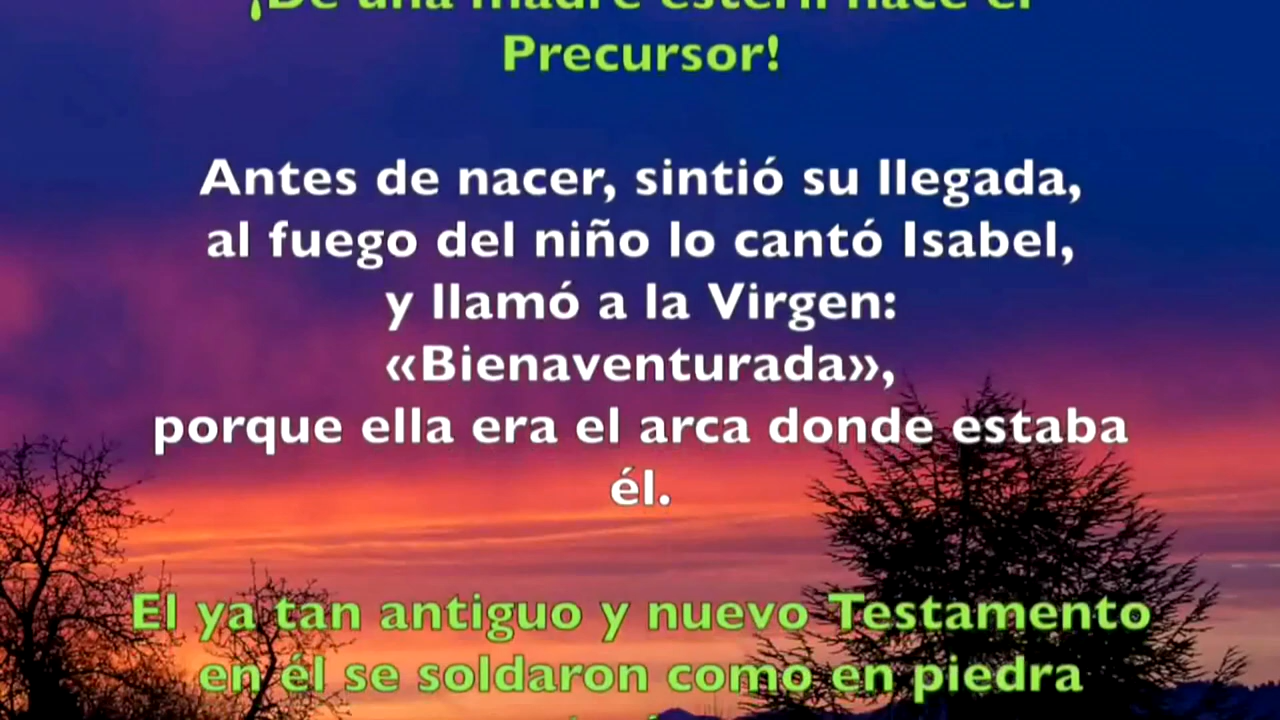 ¡De una madre estéril nace el
Precursor!
Antes de nacer, sintió su llegada,
al fuego del niño lo cantó Isabel,
y llamó a la Virgen:
«Bienaventurada»,
porque ella era el arca donde estaba
él.
El ya tan antiguo y nuevo Testamento
en él se soldaron como en piedra